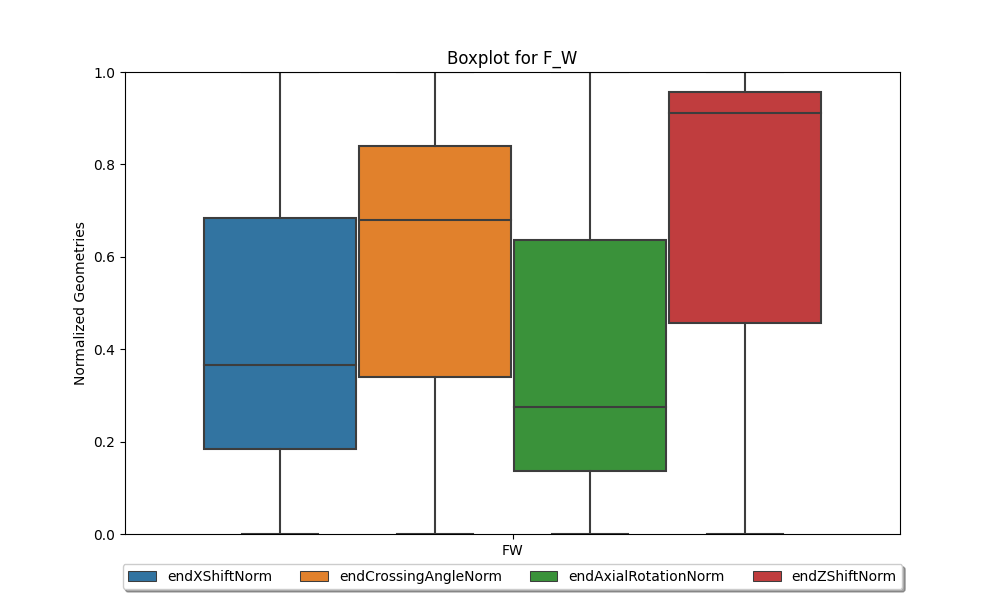 Boxplot for F_W
1.0
0.8
0.6
0.4
0.2
0.0
Normalized Geometries
FW
endXShiftNorm endCrossingAngleNorm endAxialRotationNorm endZShiftNorm